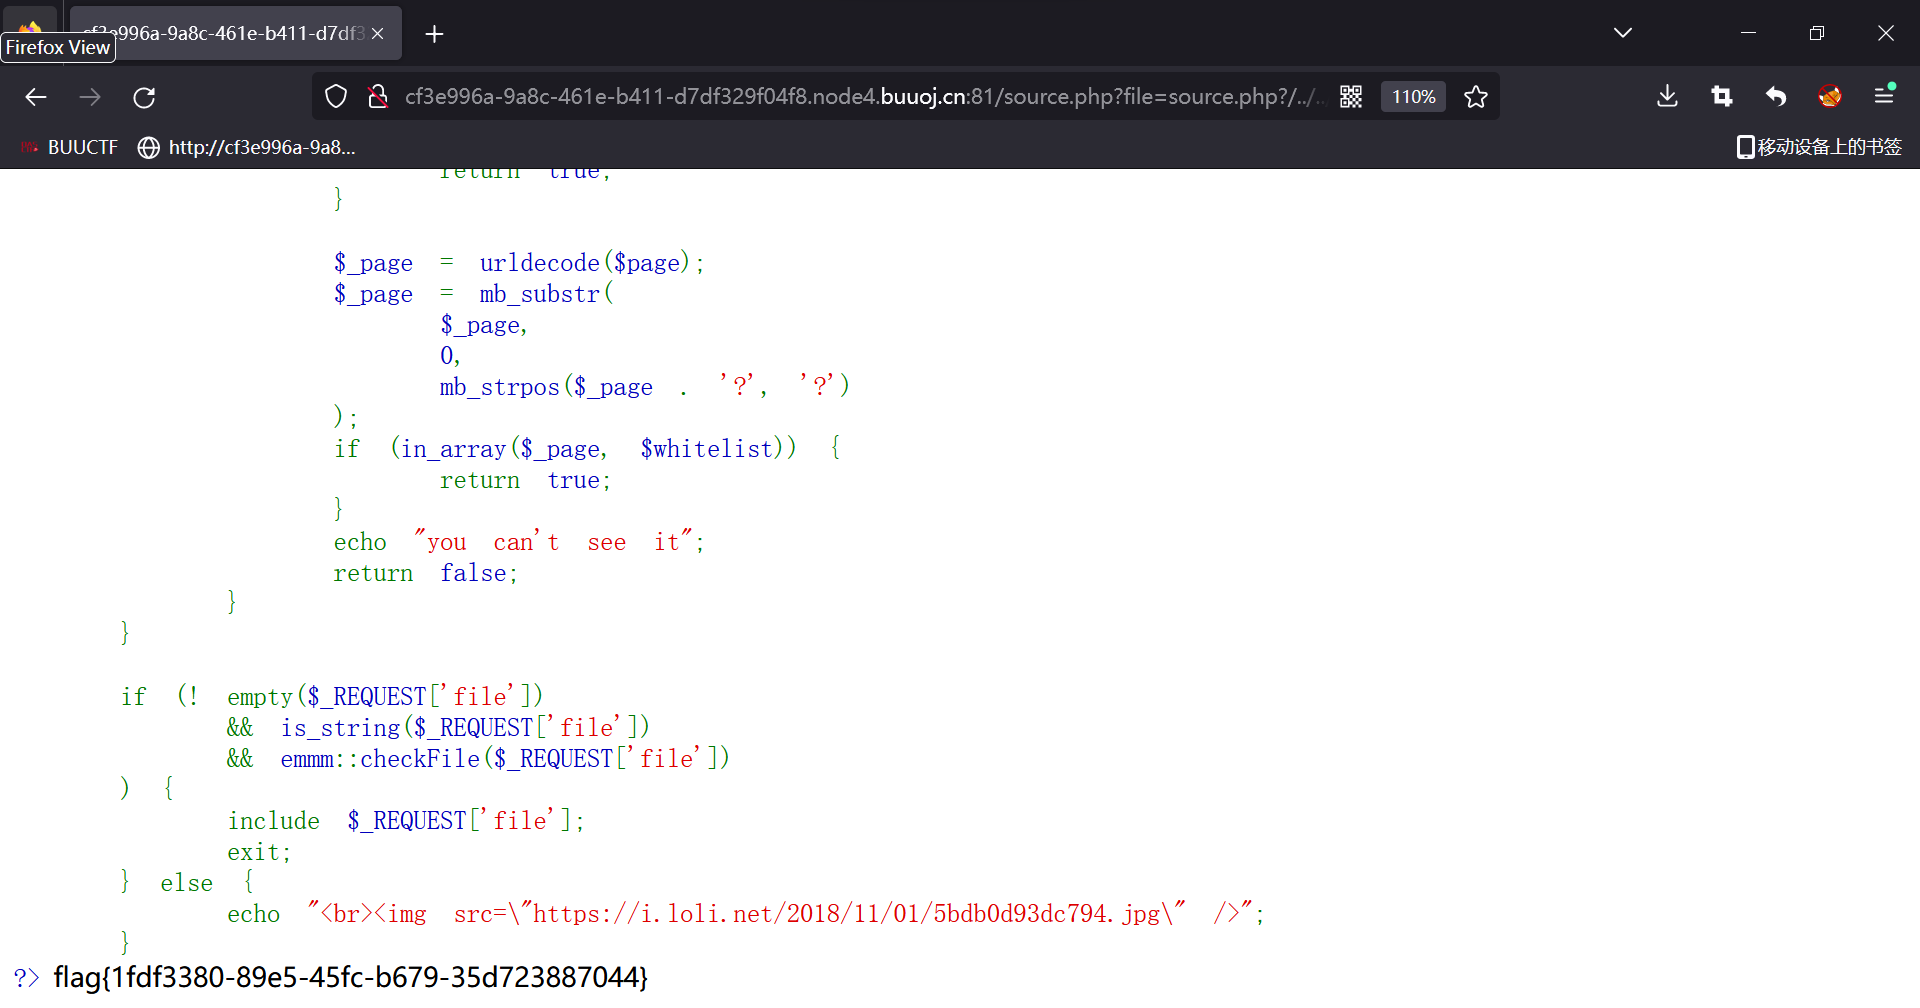 cf3e996a-9a8c-461e-b411-d7df3
Firefox View
cf3e996a-9a8c-461e-b411-d7df329f04f8.node4.buuoj.cn:81/source.php?file=source.php?/../..
110%
BUUCTF
http://cf3e996a-9a8...
移动设备上的书签
return true;
}
$_page = urldecode($page);
$_page = mb_substr(
$_page,
0,
mb_strpos($_page . '?', '?')
);
if (in_array($_page, $whitelist)) {
return true;
}
echo "you can't see it";
return false;
}
}
if (! empty($_REQUEST['file'])
&& is_string($_REQUEST['file'])
&& emmm::checkFile($_REQUEST['file'])
) {
include $_REQUEST['file'];
exit;
} else {
echo "<br><img src=\"https://i.loli.net/2018/11/01/5bdb0d93dc794.jpg\" />";
}
?> flag{1fdf3380-89e5-45fc-b679-35d723887044}